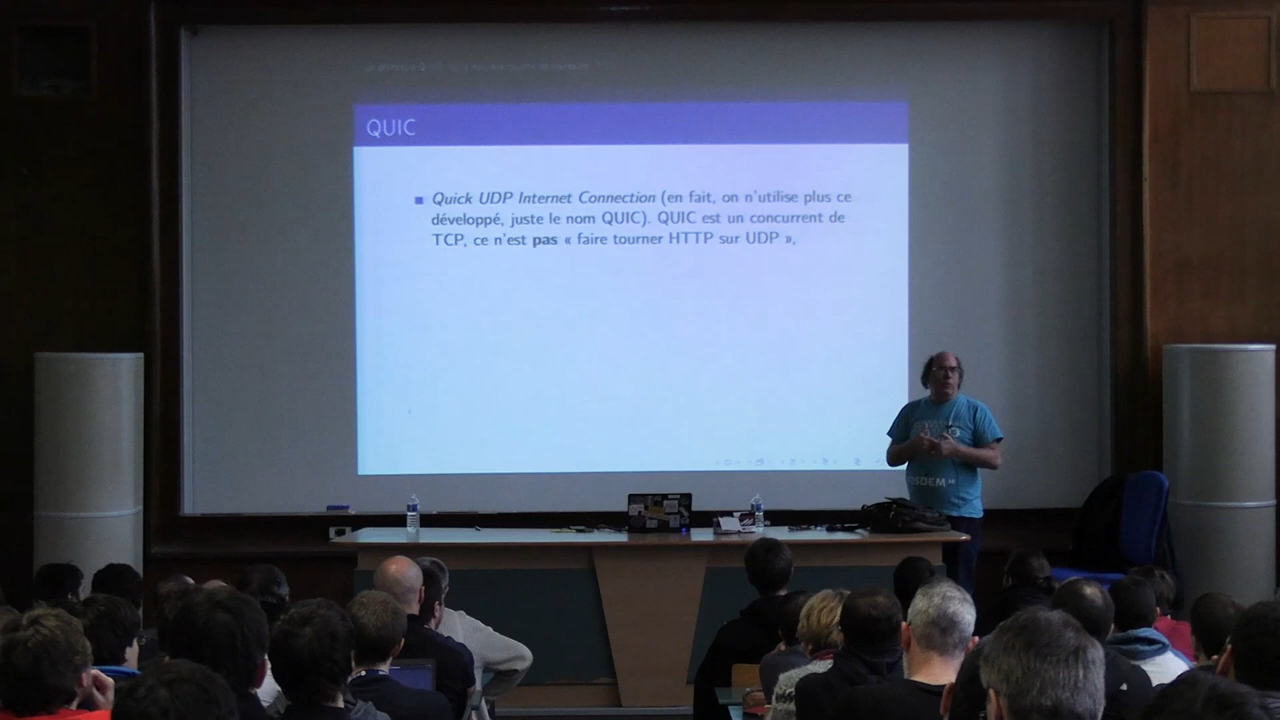 QUIC
Quick UDP Internet Connection (en fait, on n'utilise plus ce
développé, juste le nom QUIC). QUIC est un concurrent de
TCP, ce n'est pas « faire tourner HTTP sur UDP »,
OSDEM